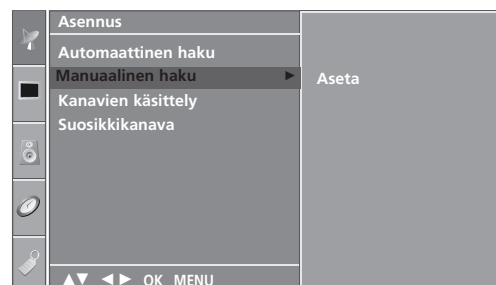 Asennus
Automaattinen haku
Manuaalinen haku ►
Aseta
Kanavien käsittely
Suosikkikanava
▲▼ ◄► OK MENU